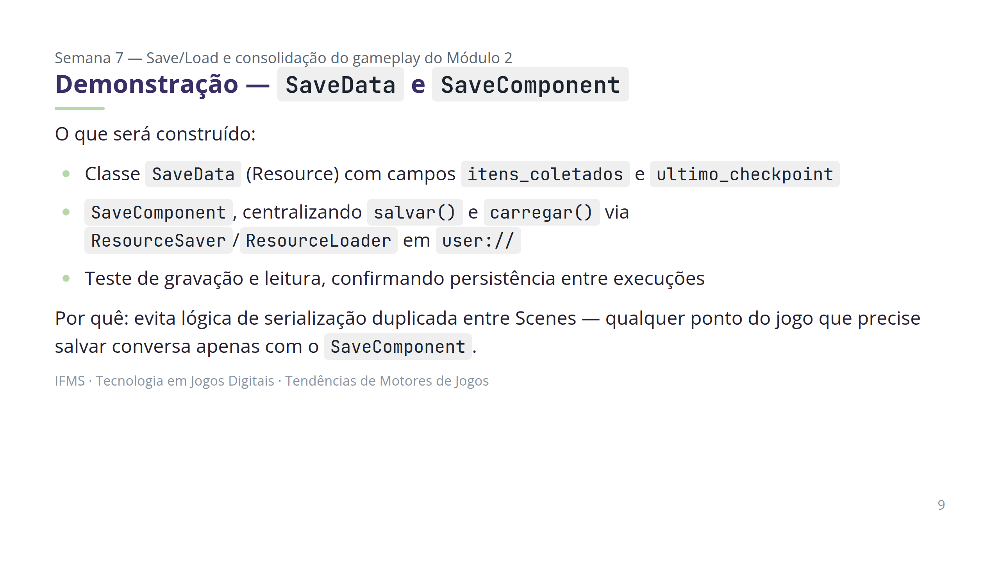 Semana 7 — Save/Load e consolidação do gameplay do Módulo 2
Demonstração — SaveData e SaveComponent
O que será construído:
Classe SaveData (Resource) com campos itens_coletados e ultimo_checkpoint
SaveComponent, centralizando salvar() e carregar() via
ResourceSaver/ResourceLoader em user://
Teste de gravação e leitura, confirmando persistência entre execuções
Por quê: evita lógica de serialização duplicada entre Scenes — qualquer ponto do jogo que precise
salvar conversa apenas com o SaveComponent.
IFMS · Tecnologia em Jogos Digitais · Tendências de Motores de Jogos
9